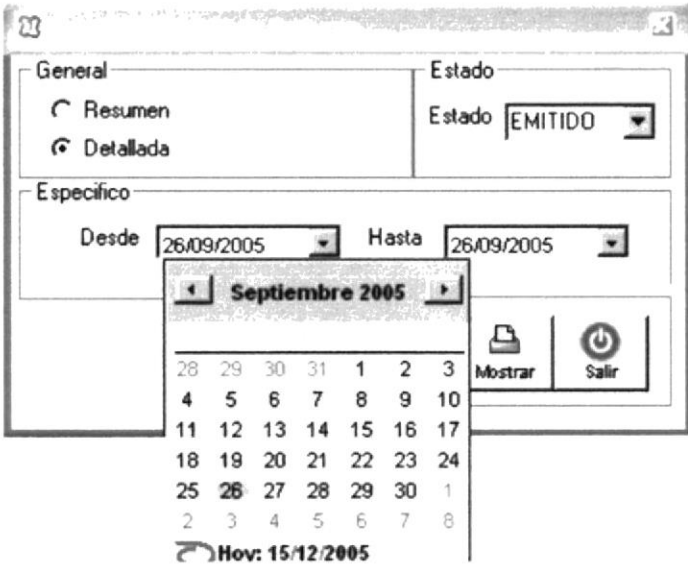 General
Estado
Resumen
Estado EMITIDO
Detallada
Especifico
Desde 26/09/2005 Hasta 26/09/2005
Septiembre 2005
28 29 30 31 1 2 3
4 5 6 7 8 9 10
11 12 13 14 15 16 17
18 19 20 21 22 23 24
25 26 27 28 29 30 1
2 3 4 5 6 7 8
Hoy: 15/12/2005
Mostrar
Salir